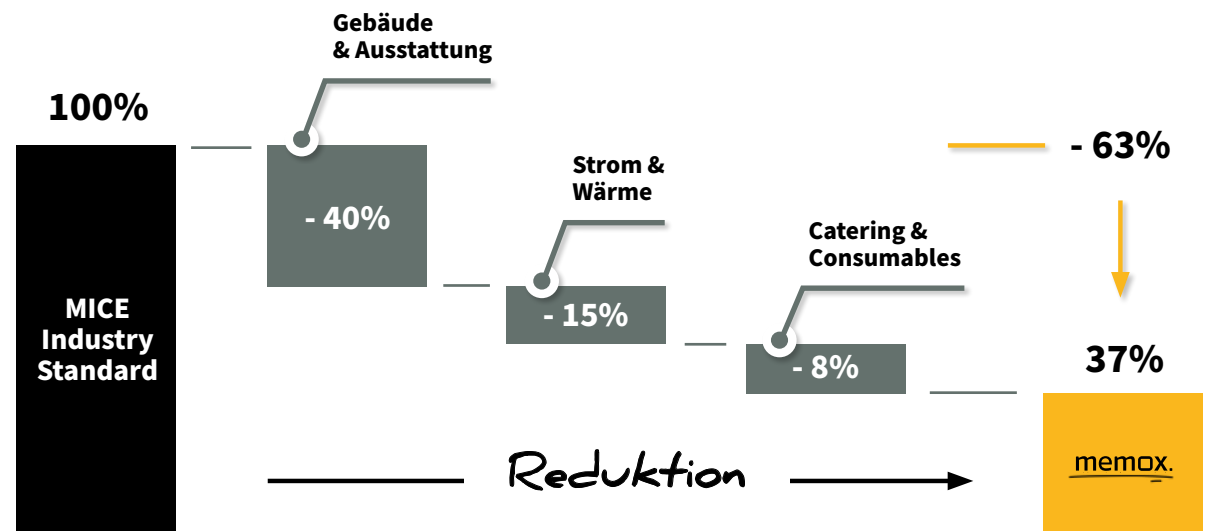 Gebäude
& Ausstattung
100%
- 63%
Strom &
Wärme
- 40%
Catering &
Consumables
MICE
Industry
Standard
- 15%
- 8%
37%
Reduktion
memox.